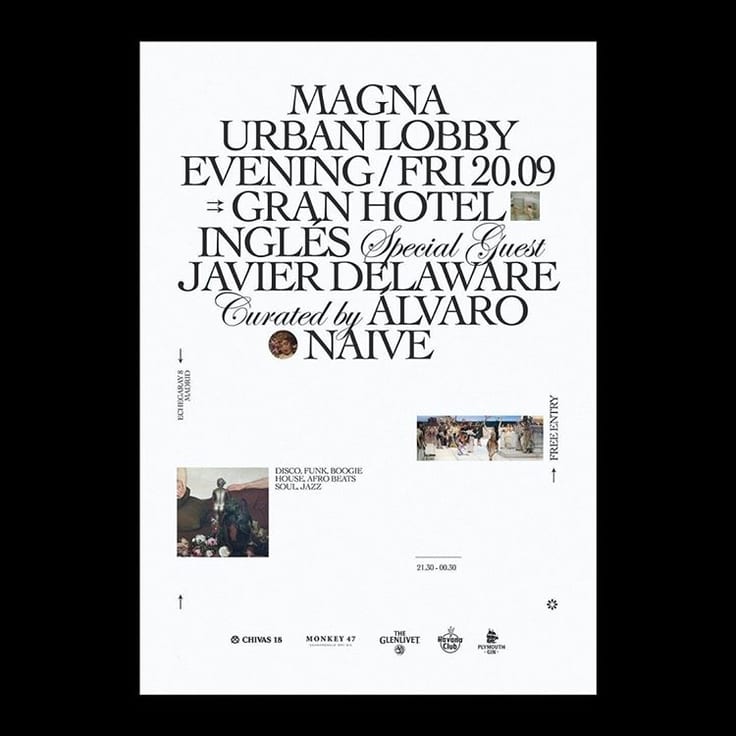 MAGNA
URBAN LOBBY
EVENING / FRI 20.09
⇉ GRAN HOTEL
INGLÉS Special Guest
JAVIER DELAWARE
Curated by ÁLVARO
NAIVE
ECHEGARAY 8
MADRID
FREE ENTRY
DISCO, FUNK, BOOGIE
HOUSE, AFRO BEATS
SOUL, JAZZ
21.30 - 00.30
CHIVAS 18
MONKEY 47
THE
GLENLIVET
Havana
Club
PLYMOUTH
GIN